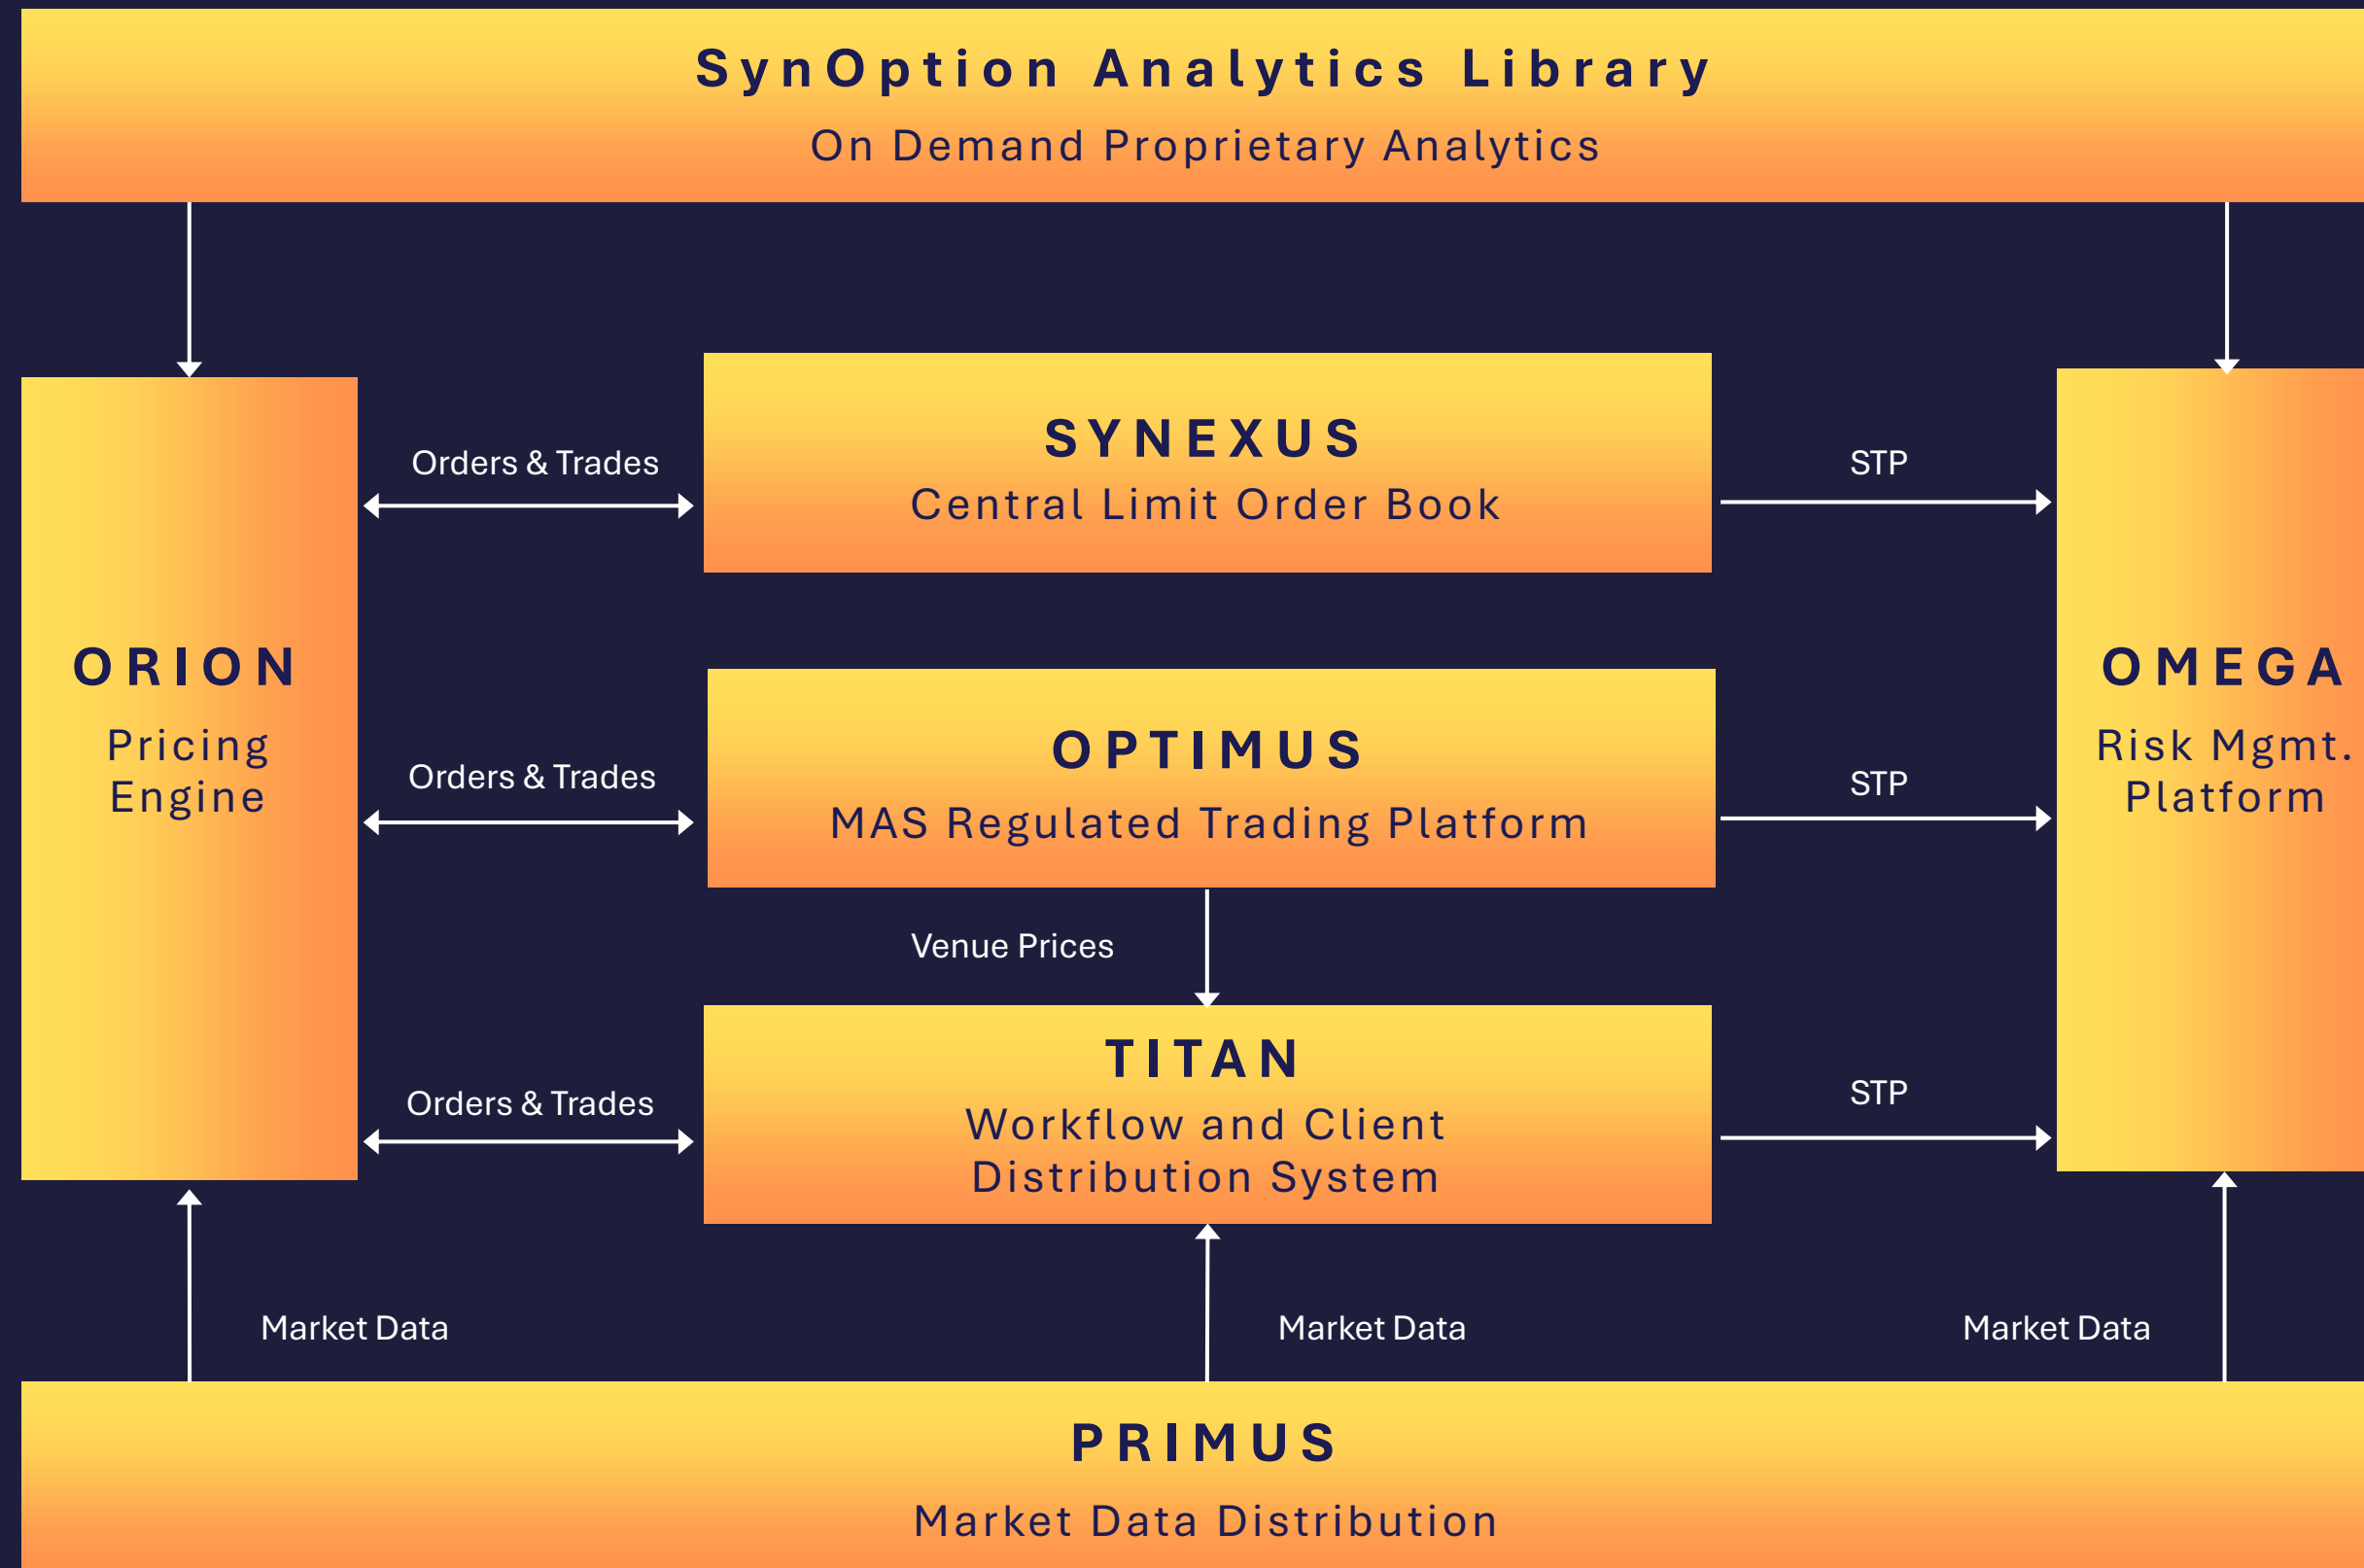 SynOption Analytics Library
On Demand Proprietary Analytics
Orders & Trades
SYNEXUS
Central Limit Order Book
STP
ORION
Pricing
Engine
Orders & Trades
OPTIMUS
MAS Regulated Trading Platform
STP
OMEGA
Risk Mgmt.
Platform
Venue Prices
Orders & Trades
TITAN
Workflow and Client
Distribution System
STP
Market Data
Market Data
Market Data
PRIMUS
Market Data Distribution